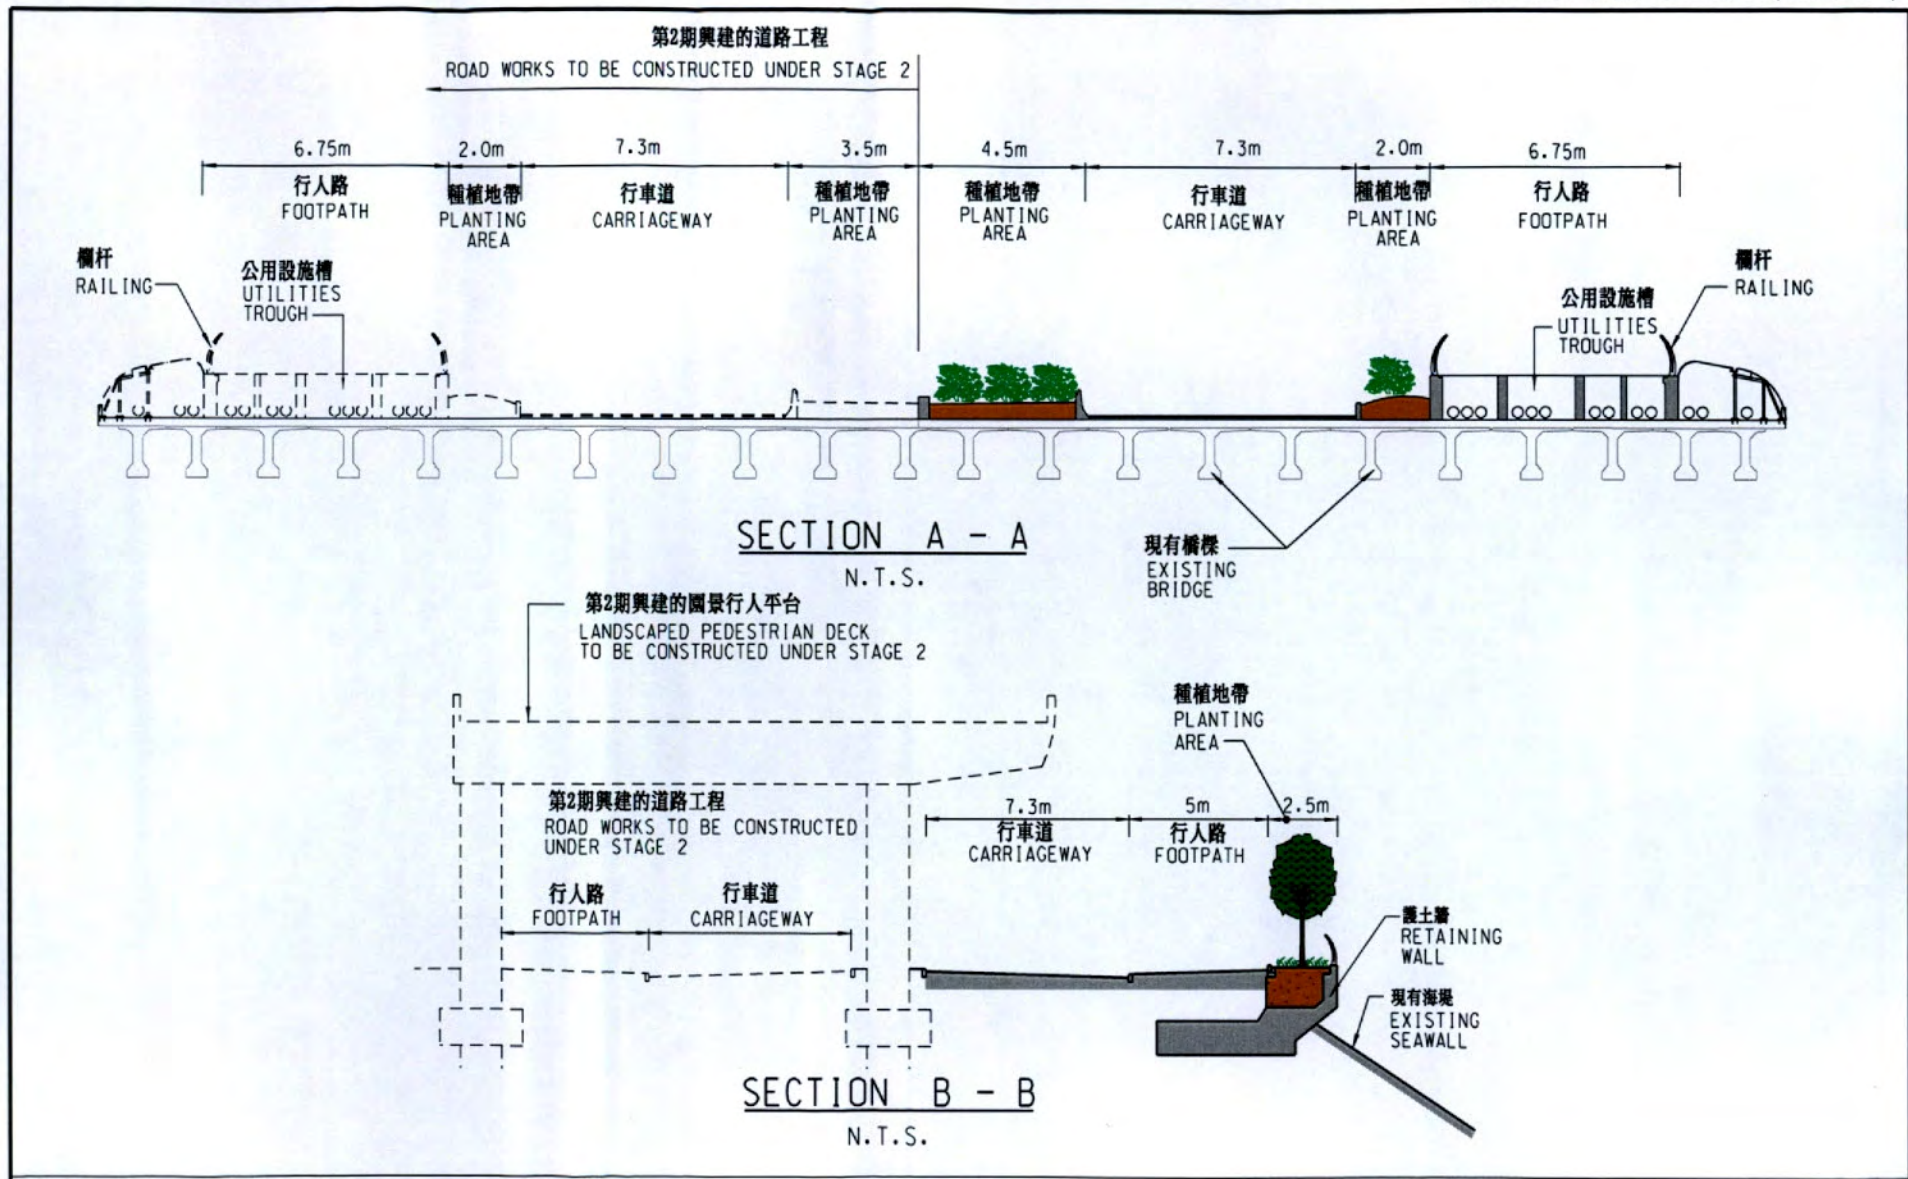 第2期興建的道路工程
ROAD WORKS TO BE CONSTRUCTED UNDER STAGE 2
6.75m 2.0m 7.3m 3.5m 4.5m 7.3m 2.0m 6.75m
行人路
FOOTPATH
種植地帶
PLANTING
AREA
行車道
CARRIAGEWAY
種植地帶
PLANTING
AREA
種植地帶
PLANTING
AREA
行車道
CARRIAGEWAY
種植地帶
PLANTING
AREA
行人路
FOOTPATH
欄杆
RAILING
公用設施槽
UTILITIES
TROUGH
公用設施槽
UTILITIES
TROUGH
欄杆
RAILING
SECTION A - A
N.T.S.
現有橋樑
EXISTING
BRIDGE
第2期興建的園景行人平台
LANDSCAPED PEDESTRIAN DECK
TO BE CONSTRUCTED UNDER STAGE 2
種植地帶
PLANTING
AREA
第2期興建的道路工程
ROAD WORKS TO BE CONSTRUCTED
UNDER STAGE 2
7.3m 5m 2.5m
行車道
CARRIAGEWAY
行人路
FOOTPATH
行人路
FOOTPATH
行車道
CARRIAGEWAY
護土牆
RETAINING
WALL
現有海堤
EXISTING
SEAWALL
SECTION B - B
N.T.S.